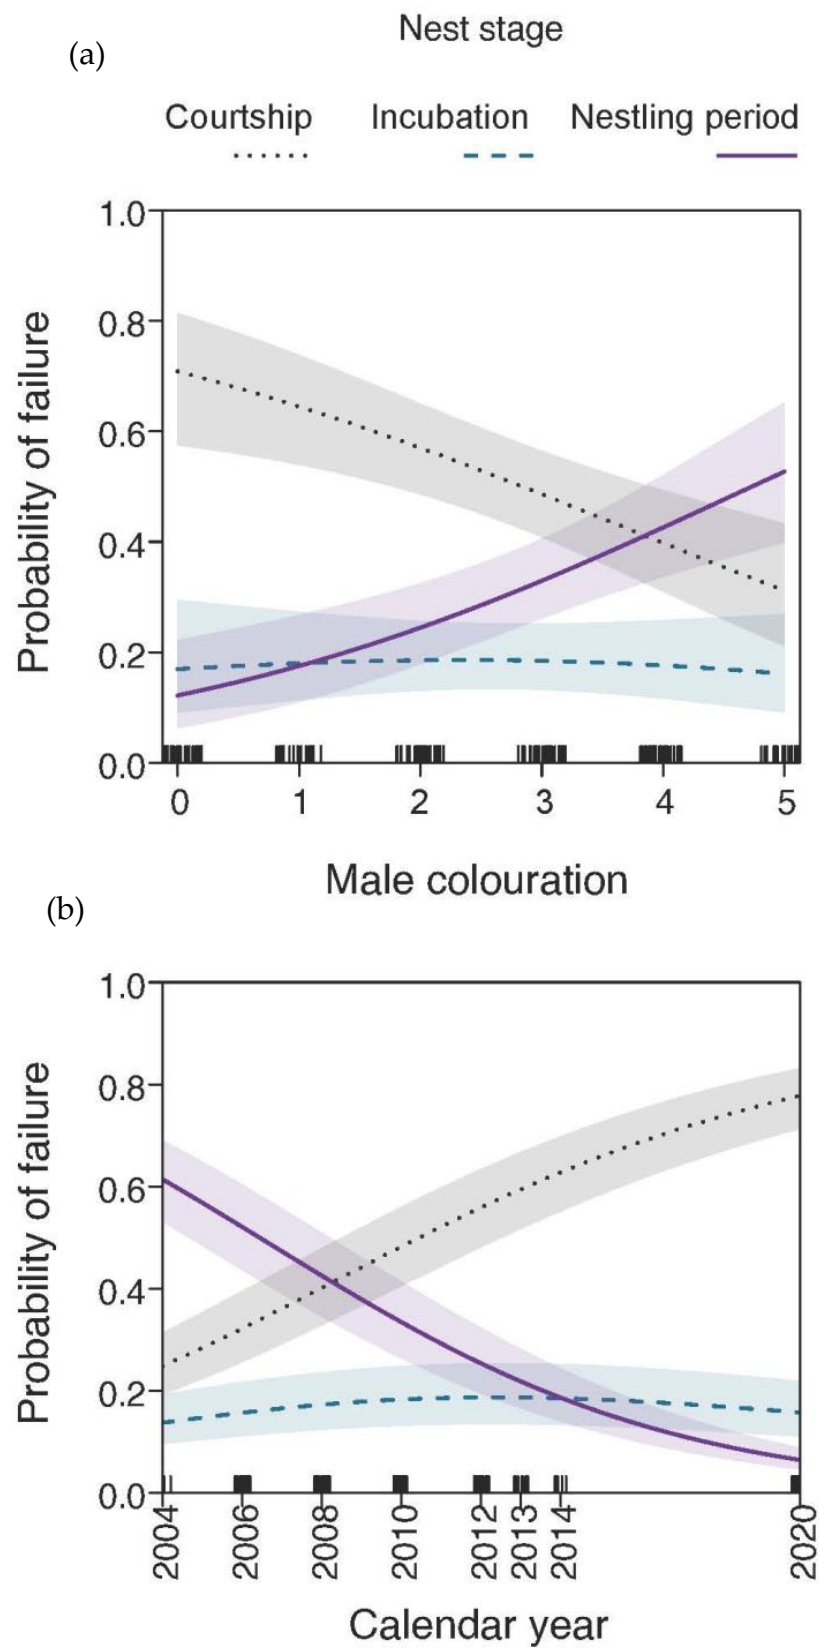 (a)
Nest stage
Courtship Incubation Nestling period
Probability of failure
1.0
0.8
0.6
0.4
0.2
0.0
0 1 2 3 4 5
Male colouration
(b)
Probability of failure
1.0
0.8
0.6
0.4
0.2
0.0
2004 2006 2008 2010 2012 2013 2014 2020
Calendar year